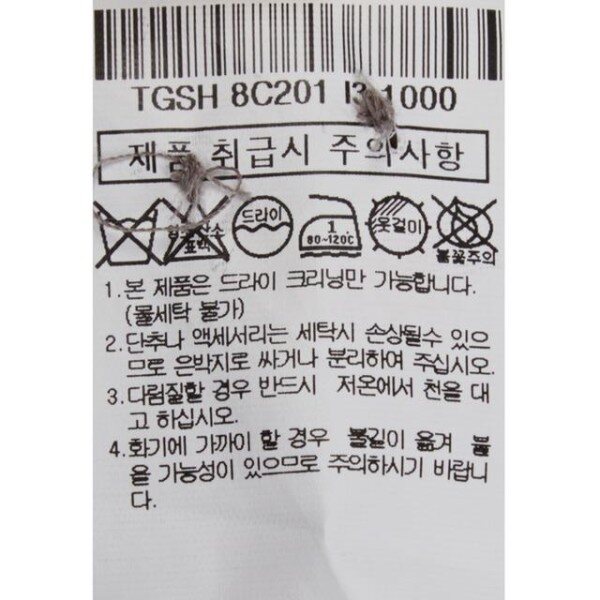 TGSH 8C201 I3 1000
제품 취급시 주의사항
드라이
1
80~120℃
옷걸이
표백
불꽃주의
1.본 제품은 드라이 크리닝만 가능합니다.
(물세탁 불가)
2.단추나 액세서리는 세탁시 손상될수 있으
므로 은박지로 싸거나 분리하여 주십시오.
3.다림질할 경우 반드시 저온에서 천을 대
고 하십시오.
4.화기에 가까이 할 경우 불길이 옮겨 붙
을 가능성이 있으므로 주의하시기 바랍니
다.